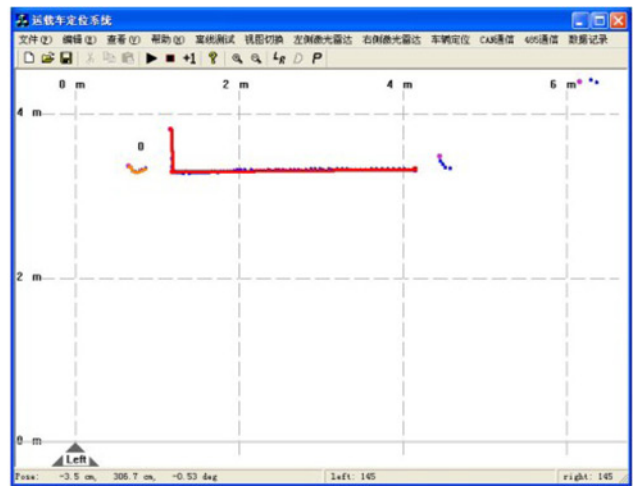 运载车定位系统
文件(F) 编辑(E) 查看(V) 帮助(H) 离线测试 视图切换 左侧激光雷达 右侧激光雷达 车辆定位 CAN通信 485通信 数据记录
+1 ? LR D P
0 m 2 m 4 m 6 m
4 m
0
2 m
0 m
Left
Pose: -3.5 cm, 306.7 cm, -0.53 deg left: 145 right: 145